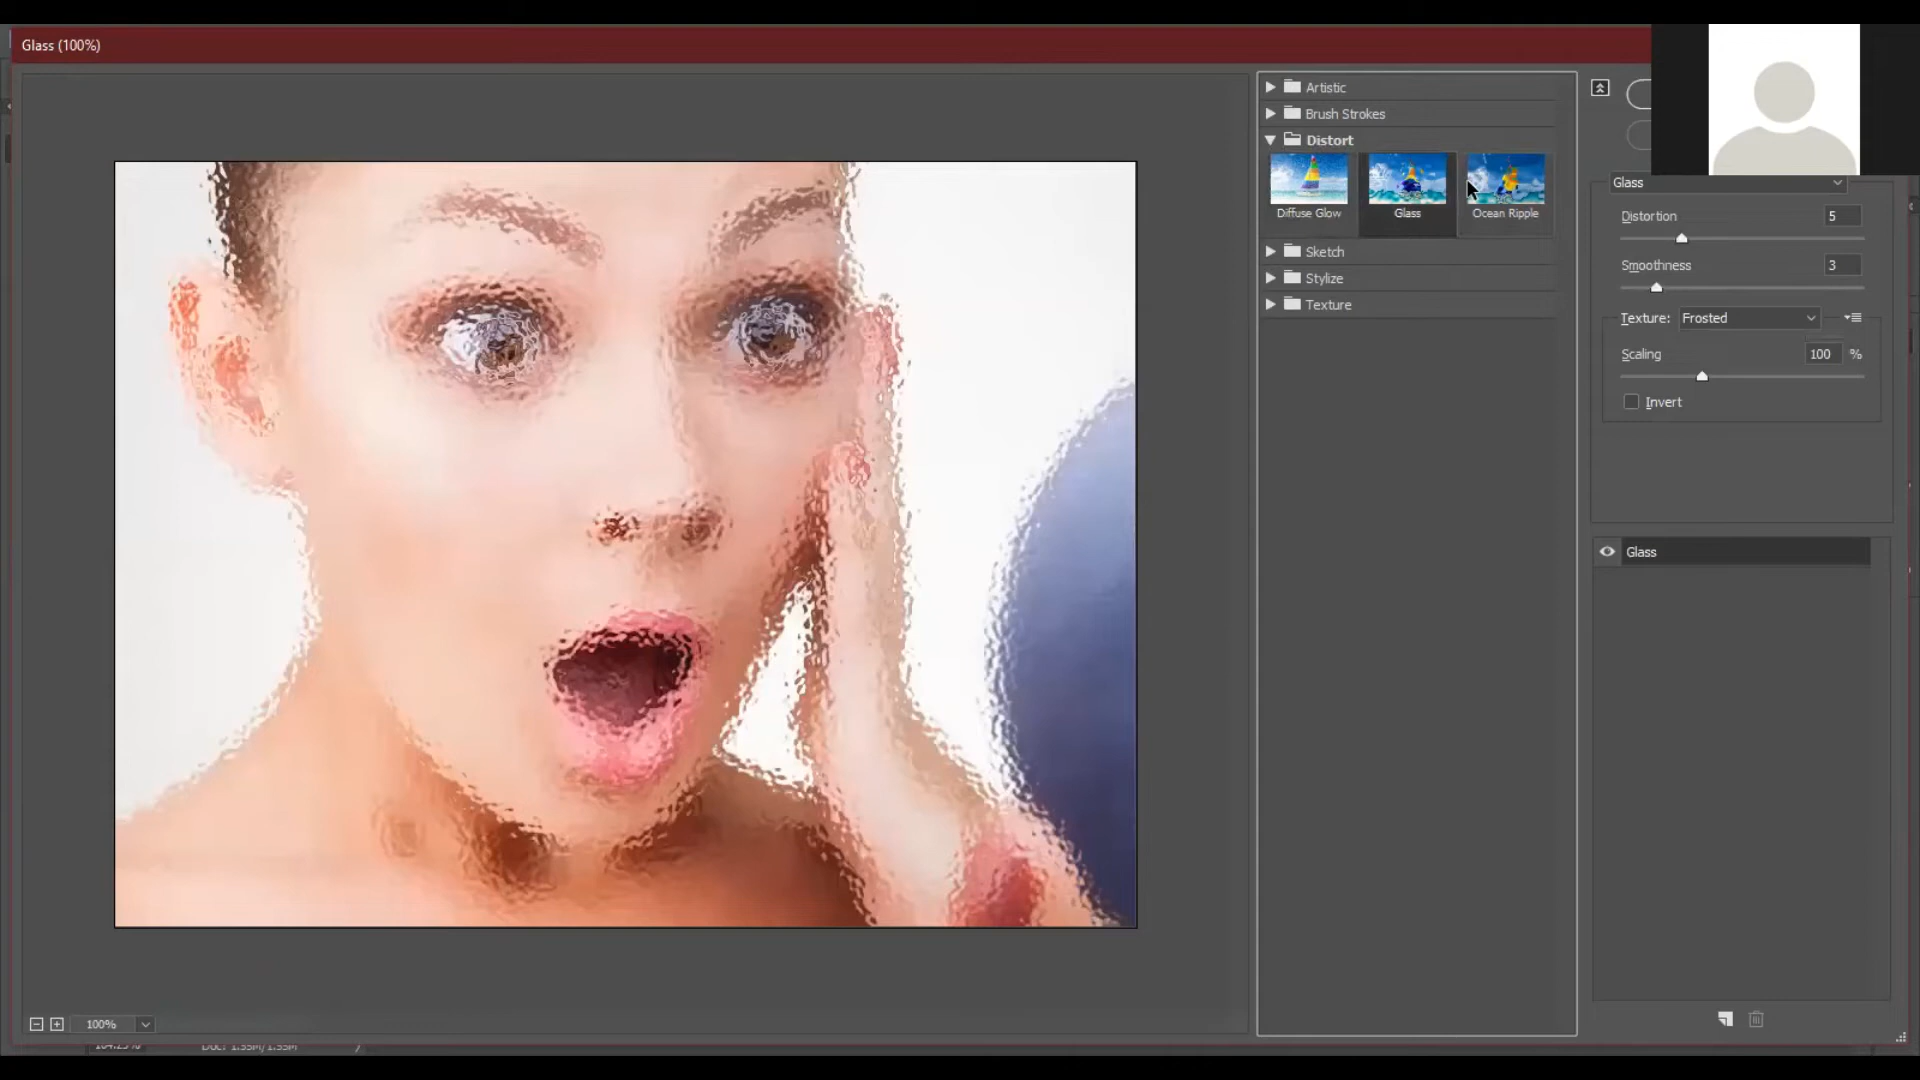 Glass (100%)
Artistic
Brush Strokes
Distort
Diffuse Glow
Glass
Ocean Ripple
Sketch
Stylize
Texture
Glass
Distortion
5
Smoothness
3
Texture:
Frosted
Scaling
100
%
Invert
Glass
100%